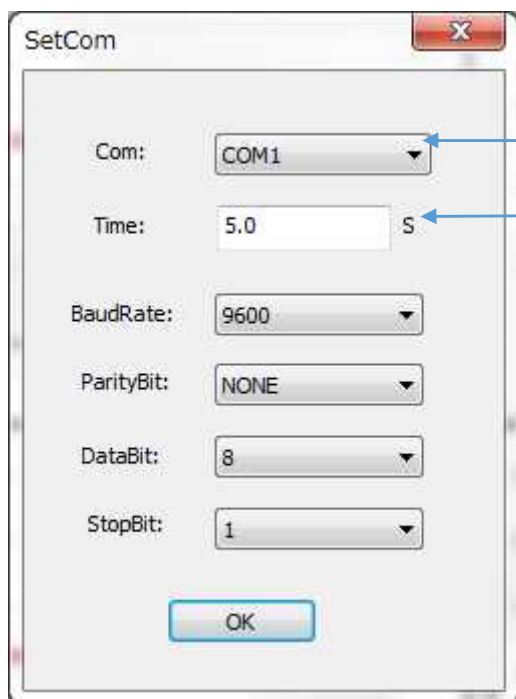 SetCom
Com: COM1
Time: 5.0 S
BaudRate: 9600
ParityBit: NONE
DataBit: 8
StopBit: 1
OK